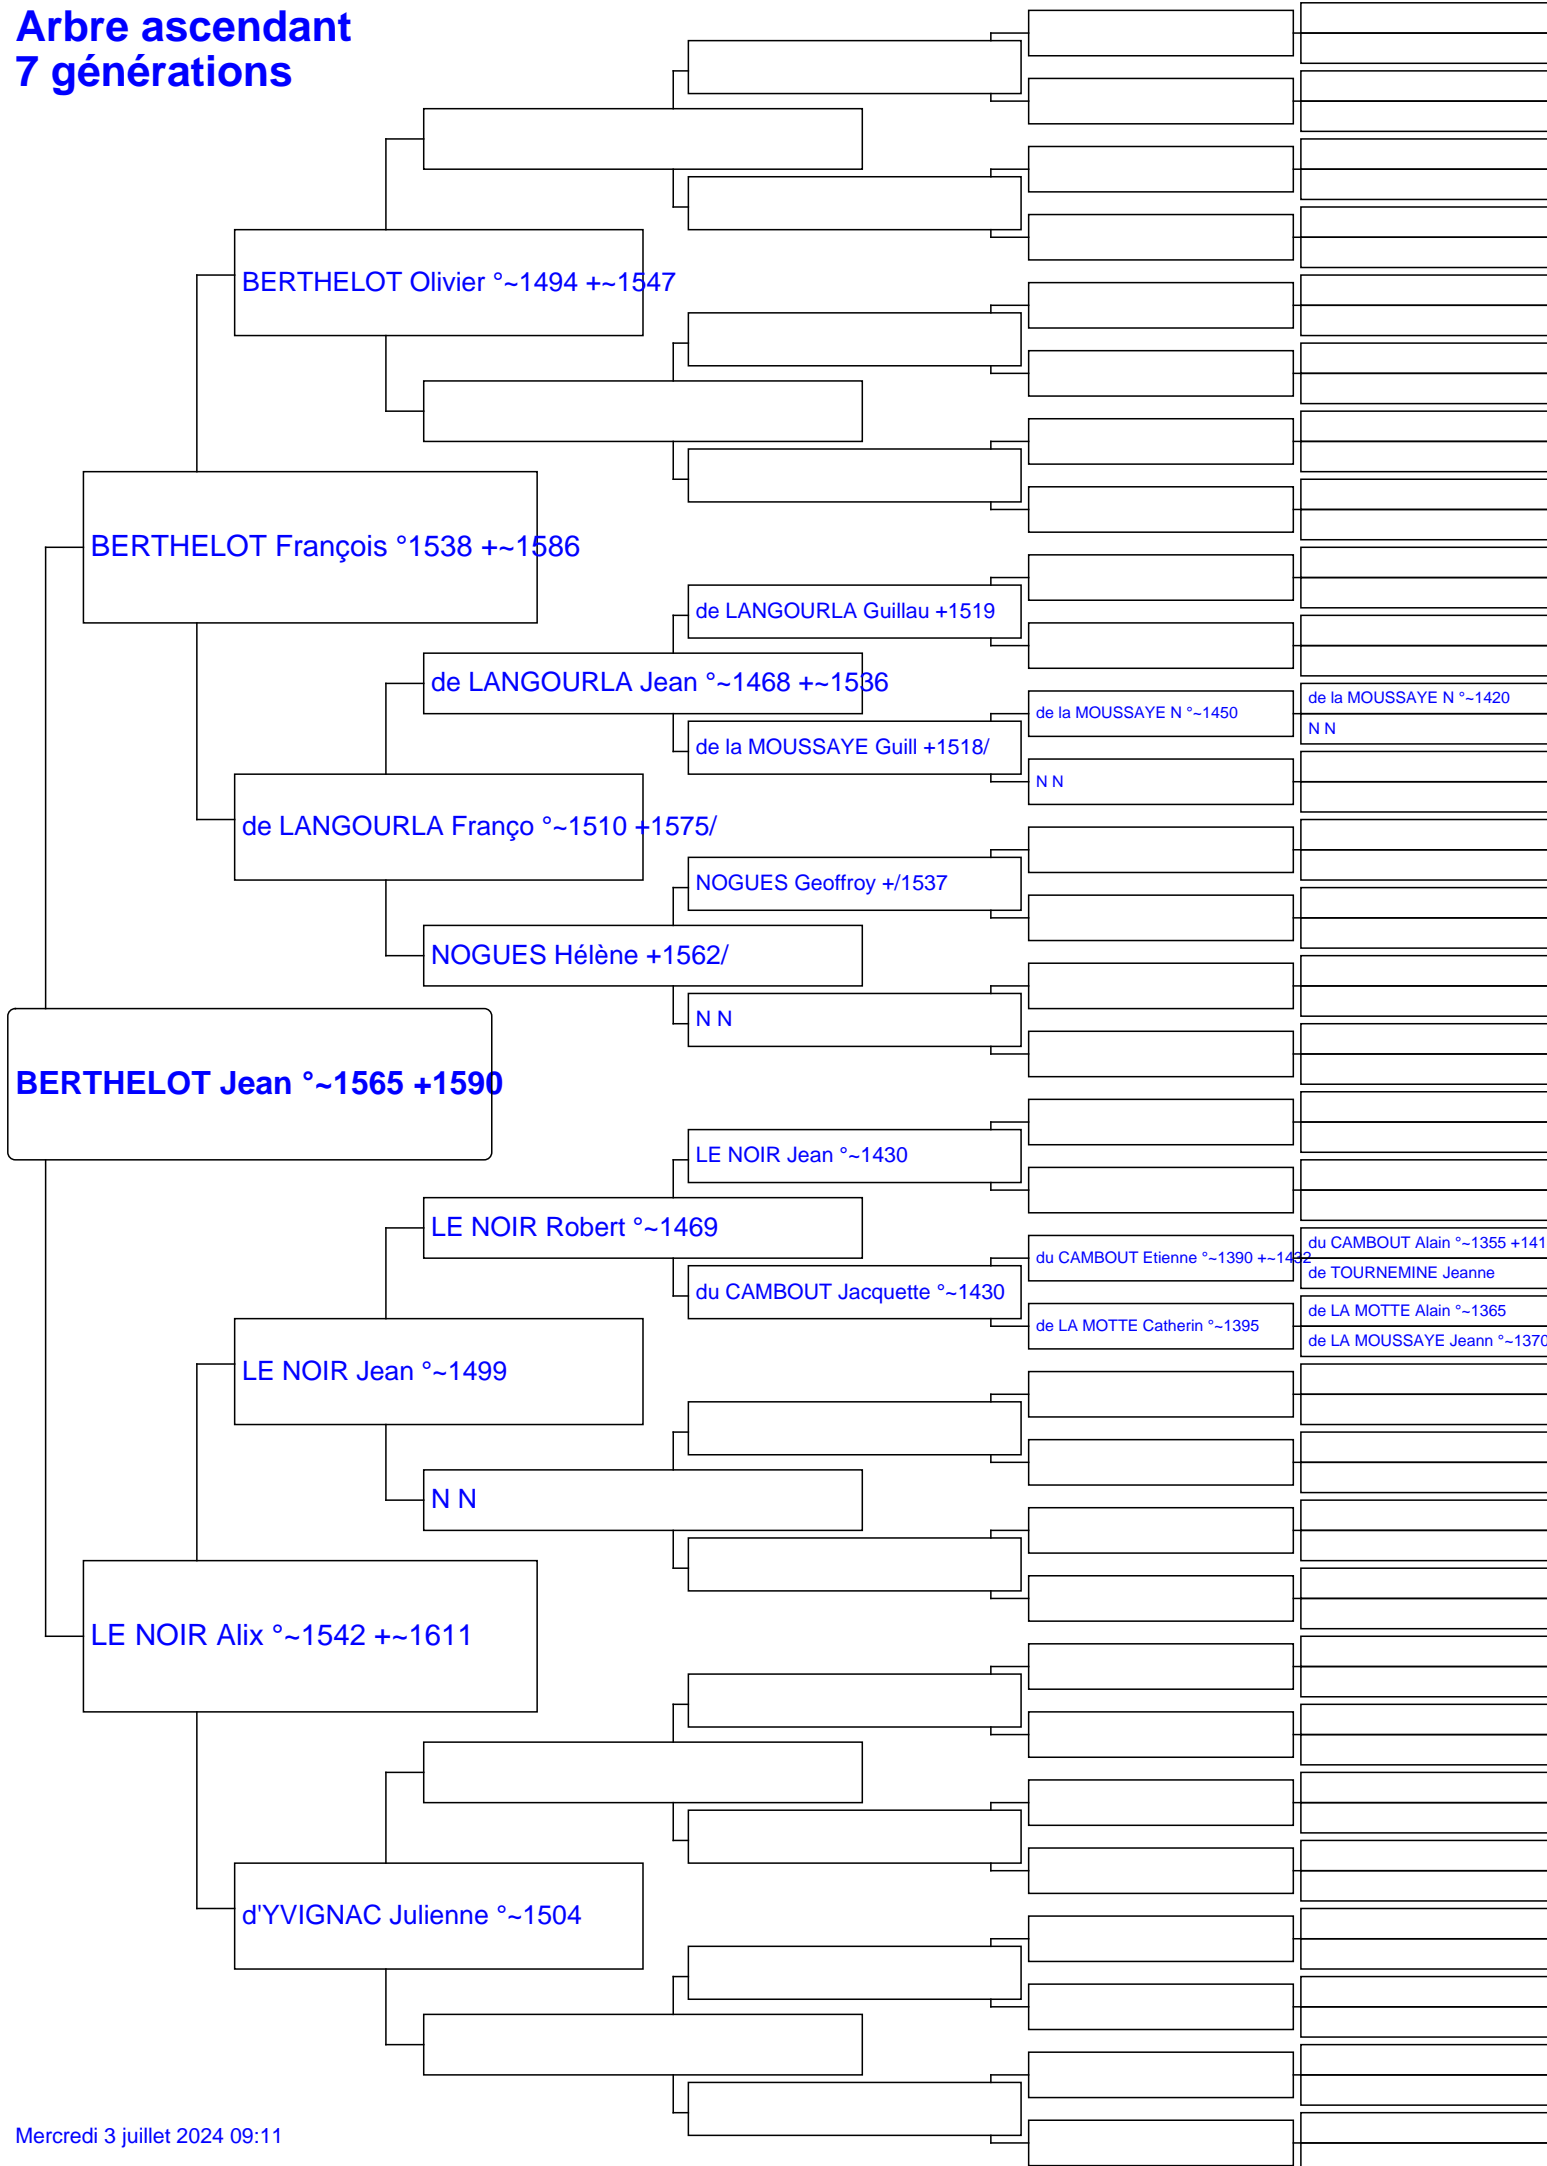 Arbre ascendant
7 générations
BERTHELOT Olivier °~1494 +~1547
BERTHELOT François °1538 +~1586
de LANGOURLA Guillau +1519
de LANGOURLA Jean °~1468 +~1536
de la MOUSSAYE N °~1420
de la MOUSSAYE N °~1450
N N
de la MOUSSAYE Guill +1518/
N N
de LANGOURLA Franço °~1510 +1575/
NOGUES Geoffroy +/1537
NOGUES Hélène +1562/
N N
BERTHELOT Jean °~1565 +1590
LE NOIR Jean °~1430
LE NOIR Robert °~1469
du CAMBOUT Alain °~1355 +141
du CAMBOUT Etienne °~1390 +~1432
de TOURNEMINE Jeanne
du CAMBOUT Jacquette °~1430
de LA MOTTE Alain °~1365
de LA MOTTE Catherin °~1395
de LA MOUSSAYE Jeann °~1370
LE NOIR Jean °~1499
N N
LE NOIR Alix °~1542 +~1611
d'YVIGNAC Julienne °~1504
Mercredi 3 juillet 2024 09:11